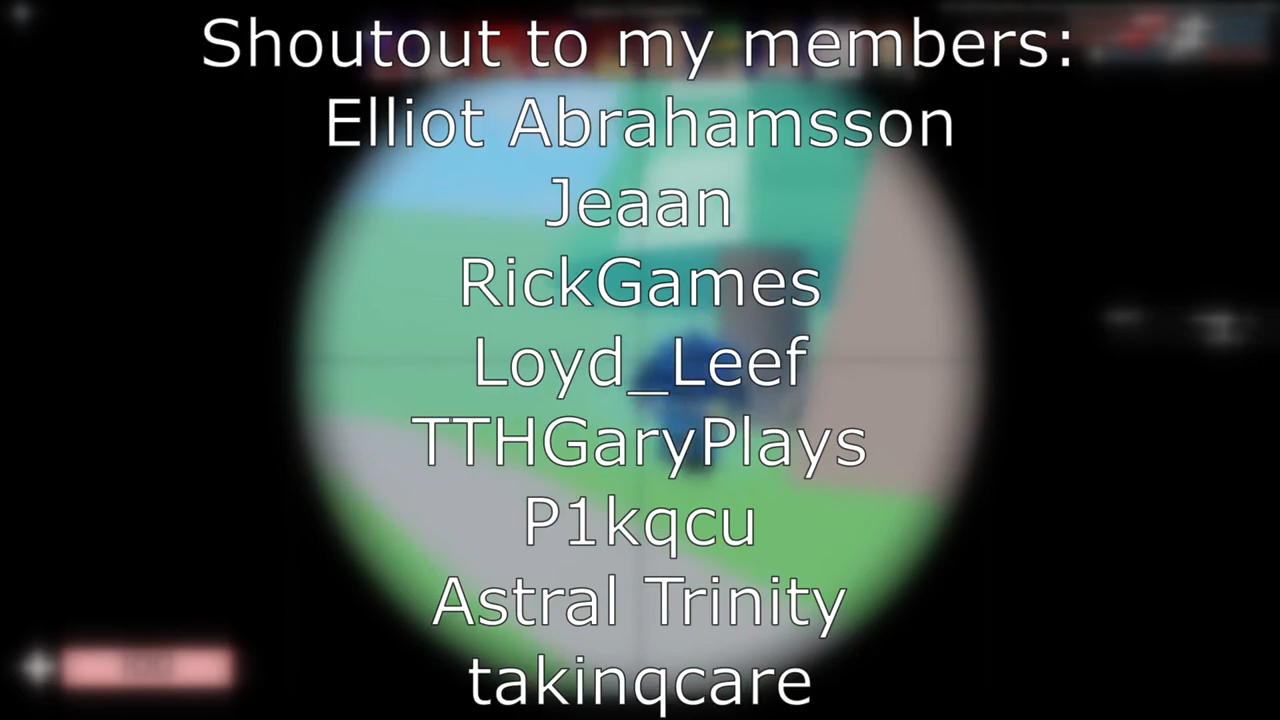 Shoutout to my members:
Elliot Abrahamsson
Jeaan
RickGames
Loyd_Leef
TTHGaryPlays
P1kqcu
Astral Trinity
takinqcare